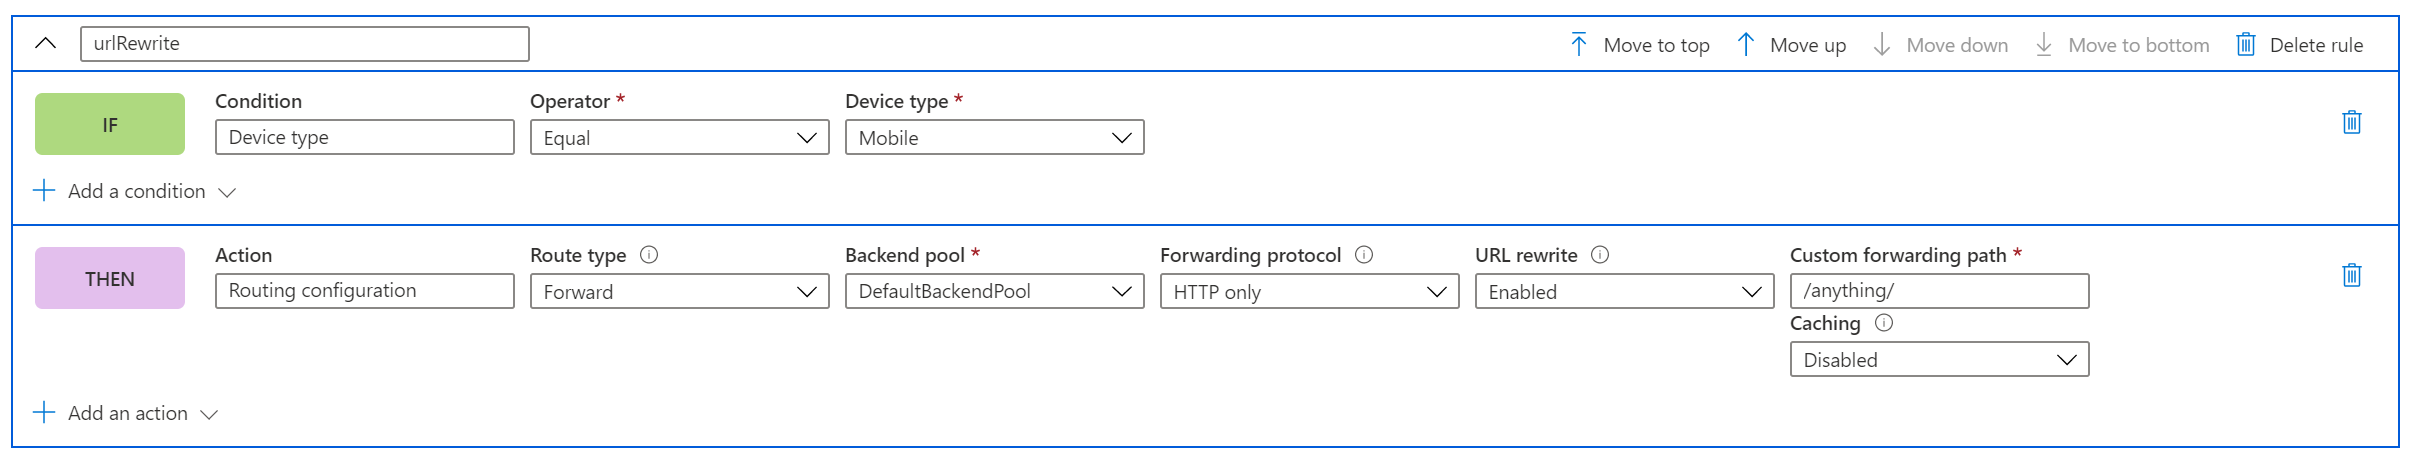 urlRewrite
Move to top
Move up
Move down
Move to bottom
Delete rule
IF
Condition
Operator *
Device type *
Device type
Equal
Mobile
Add a condition
THEN
Action
Route type
Backend pool *
Forwarding protocol
URL rewrite
Custom forwarding path *
Routing configuration
Forward
DefaultBackendPool
HTTP only
Enabled
/anything/
Caching
Disabled
Add an action